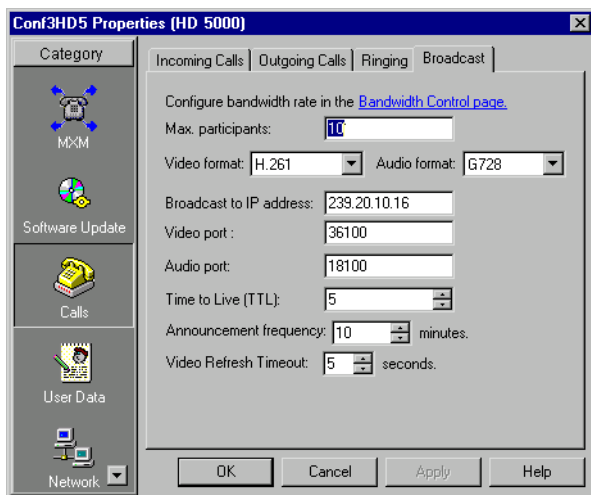 Conf3HD5 Properties (HD 5000)
Category
MXM
Software Update
Calls
User Data
Network
Incoming Calls Outgoing Calls Ringing Broadcast
Configure bandwidth rate in the Bandwidth Control page.
Max. participants: 10
Video format: H.261 Audio format: G728
Broadcast to IP address: 239.20.10.16
Video port : 36100
Audio port: 18100
Time to Live (TTL): 5
Announcement frequency: 10 minutes.
Video Refresh Timeout: 5 seconds.
OK Cancel Apply Help